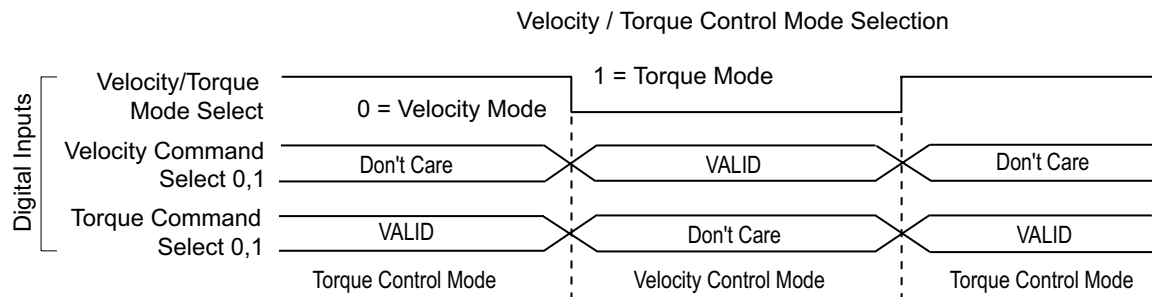 Velocity / Torque Control Mode Selection
Digital Inputs
Velocity/Torque
Mode Select
1 = Torque Mode
0 = Velocity Mode
Velocity Command
Select 0,1
Don't Care
VALID
Don't Care
Torque Command
Select 0,1
VALID
Don't Care
VALID
Torque Control Mode
Velocity Control Mode
Torque Control Mode